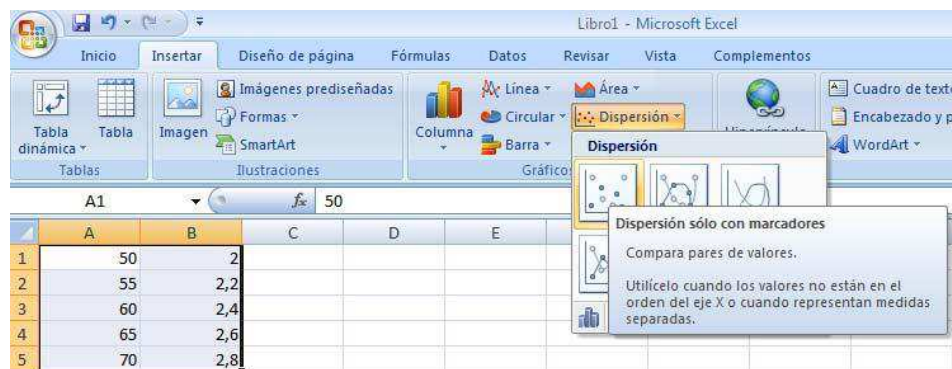 Libro1 - Microsoft Excel
Inicio Insertar Diseño de página Fórmulas Datos Revisar Vista Complementos
Imágenes prediseñadas Línea Área Cuadro de texto
Formas Circular Dispersión Encabezado y p
Tabla dinámica Tabla Imagen SmartArt Columna Barra WordArt
Tablas Ilustraciones Gráficos
Dispersión
A1 fx 50
A B C D E
Dispersión sólo con marcadores
1 50 2
Compara pares de valores.
2 55 2,2
Utilícelo cuando los valores no están en el
3 60 2,4
orden del eje X o cuando representan medidas
separadas.
4 65 2,6
5 70 2,8